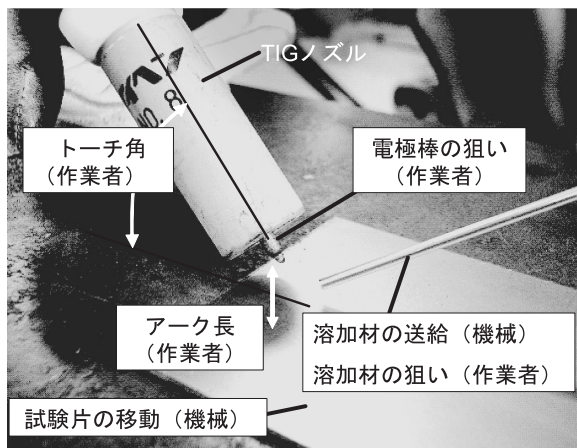 TIGノズル
NO. 8
トーチ角
（作業者）
電極棒の狙い
（作業者）
アーク長
（作業者）
溶加材の送給（機械）
溶加材の狙い（作業者）
試験片の移動（機械）